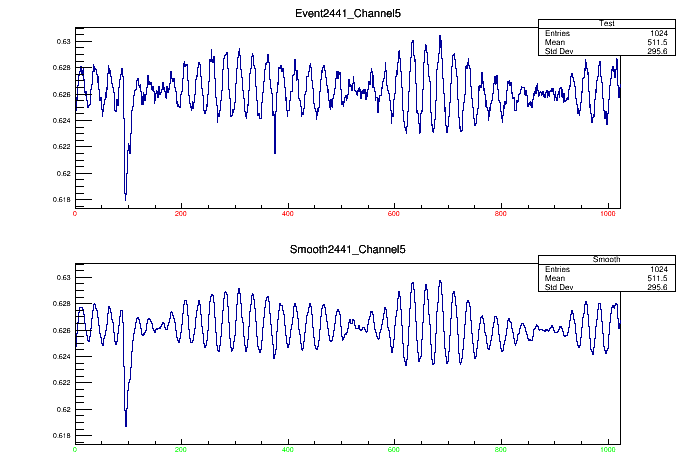 Event2441_Channel5
Test
Entries 1024
Mean 511.5
Std Dev 295.6
0.63
0.628
0.626
0.624
0.622
0.62
0.618
0 200 400 600 800 1000
Smooth2441_Channel5
Smooth
Entries 1024
Mean 511.5
Std Dev 295.6
0.63
0.628
0.626
0.624
0.622
0.62
0.618
0 200 400 600 800 1000